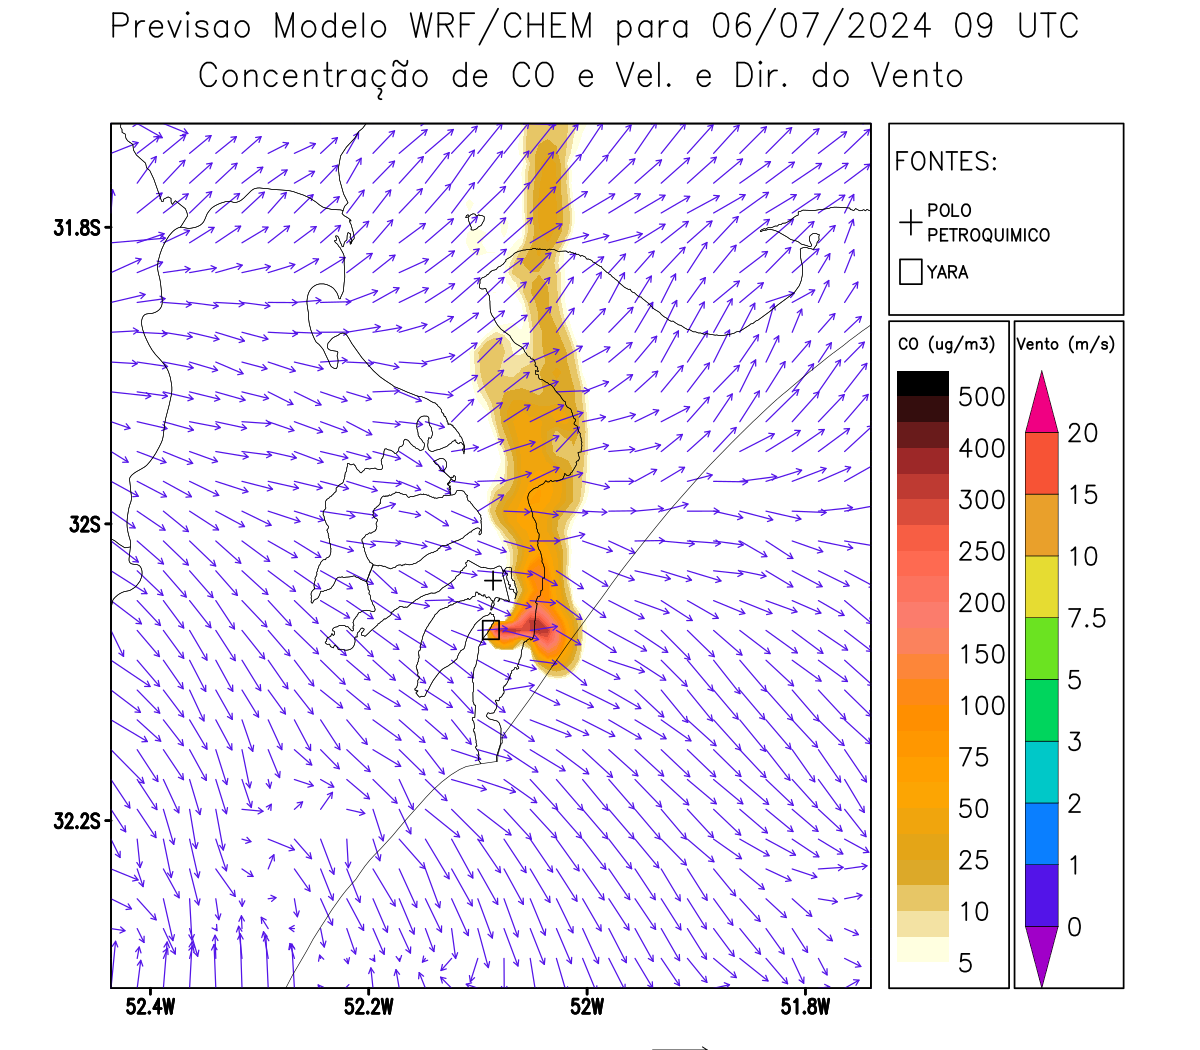 Previsao Modelo WRF/CHEM para 06/07/2024 09 UTC
Concentração de CO e Vel. e Dir. do Vento
FONTES:
POLO
PETROQUIMICO
YARA
CO (ug/m3)
500
400
300
250
200
150
100
75
50
25
10
5
Vento (m/s)
20
15
10
7.5
5
3
2
1
0
31.8S
32S
32.2S
52.4W
52.2W
52W
51.8W